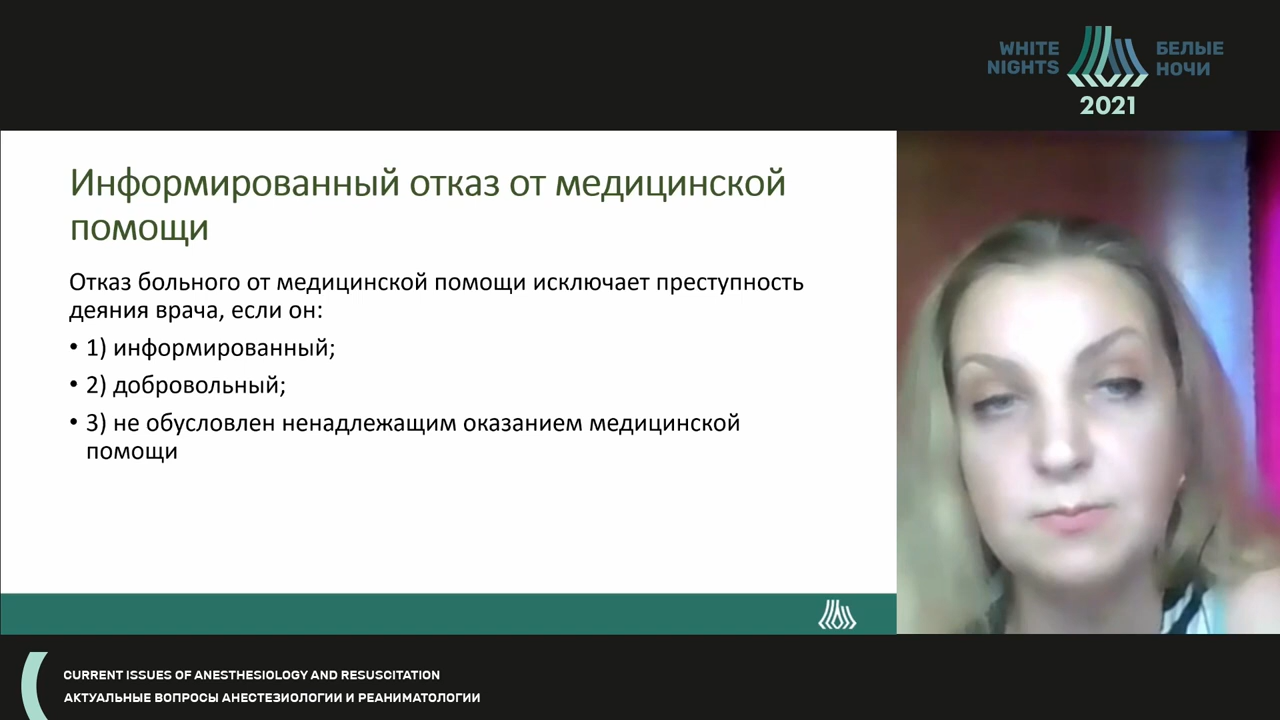 WHITE
NIGHTS
БЕЛЫЕ
НОЧИ
2021
Информированный отказ от медицинской
помощи
Отказ больного от медицинской помощи исключает преступность
деяния врача, если он:
• 1) информированный;
• 2) добровольный;
• 3) не обусловлен ненадлежащим оказанием медицинской
помощи
CURRENT ISSUES OF ANESTHESIOLOGY AND RESUSCITATION
АКТУАЛЬНЫЕ ВОПРОСЫ АНЕСТЕЗИОЛОГИИ И РЕАНИМАТОЛОГИИ